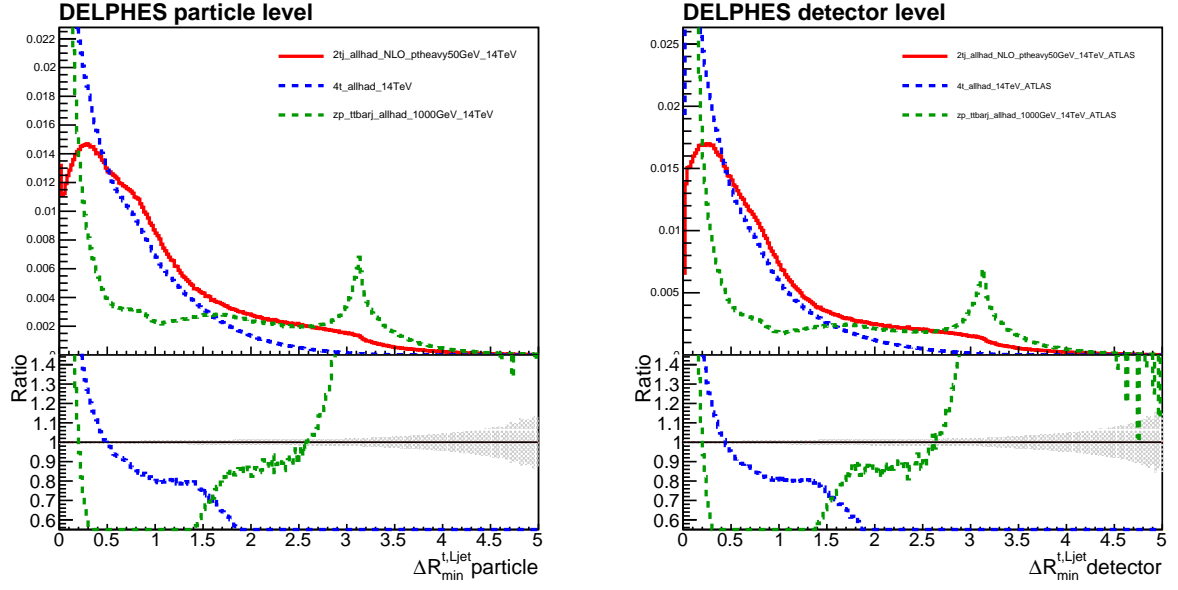 DELPHES particle level
0.022
0.02
0.018
0.016
0.014
0.012
0.01
0.008
0.006
0.004
0.002
0
2tj_allhad_NLO_ptheavy50GeV_14TeV
4t_allhad_14TeV
zp_ttbarj_allhad_1000GeV_14TeV
Ratio
1.4
1.3
1.2
1.1
1
0.9
0.8
0.7
0.6
0 0.5 1 1.5 2 2.5 3 3.5 4 4.5 5
ΔR_min^t,Ljet particle
DELPHES detector level
0.025
0.02
0.015
0.01
0.005
0
2tj_allhad_NLO_ptheavy50GeV_14TeV_ATLAS
4t_allhad_14TeV_ATLAS
zp_ttbarj_allhad_1000GeV_14TeV_ATLAS
Ratio
1.4
1.3
1.2
1.1
1
0.9
0.8
0.7
0.6
0 0.5 1 1.5 2 2.5 3 3.5 4 4.5 5
ΔR_min^t,Ljet detector